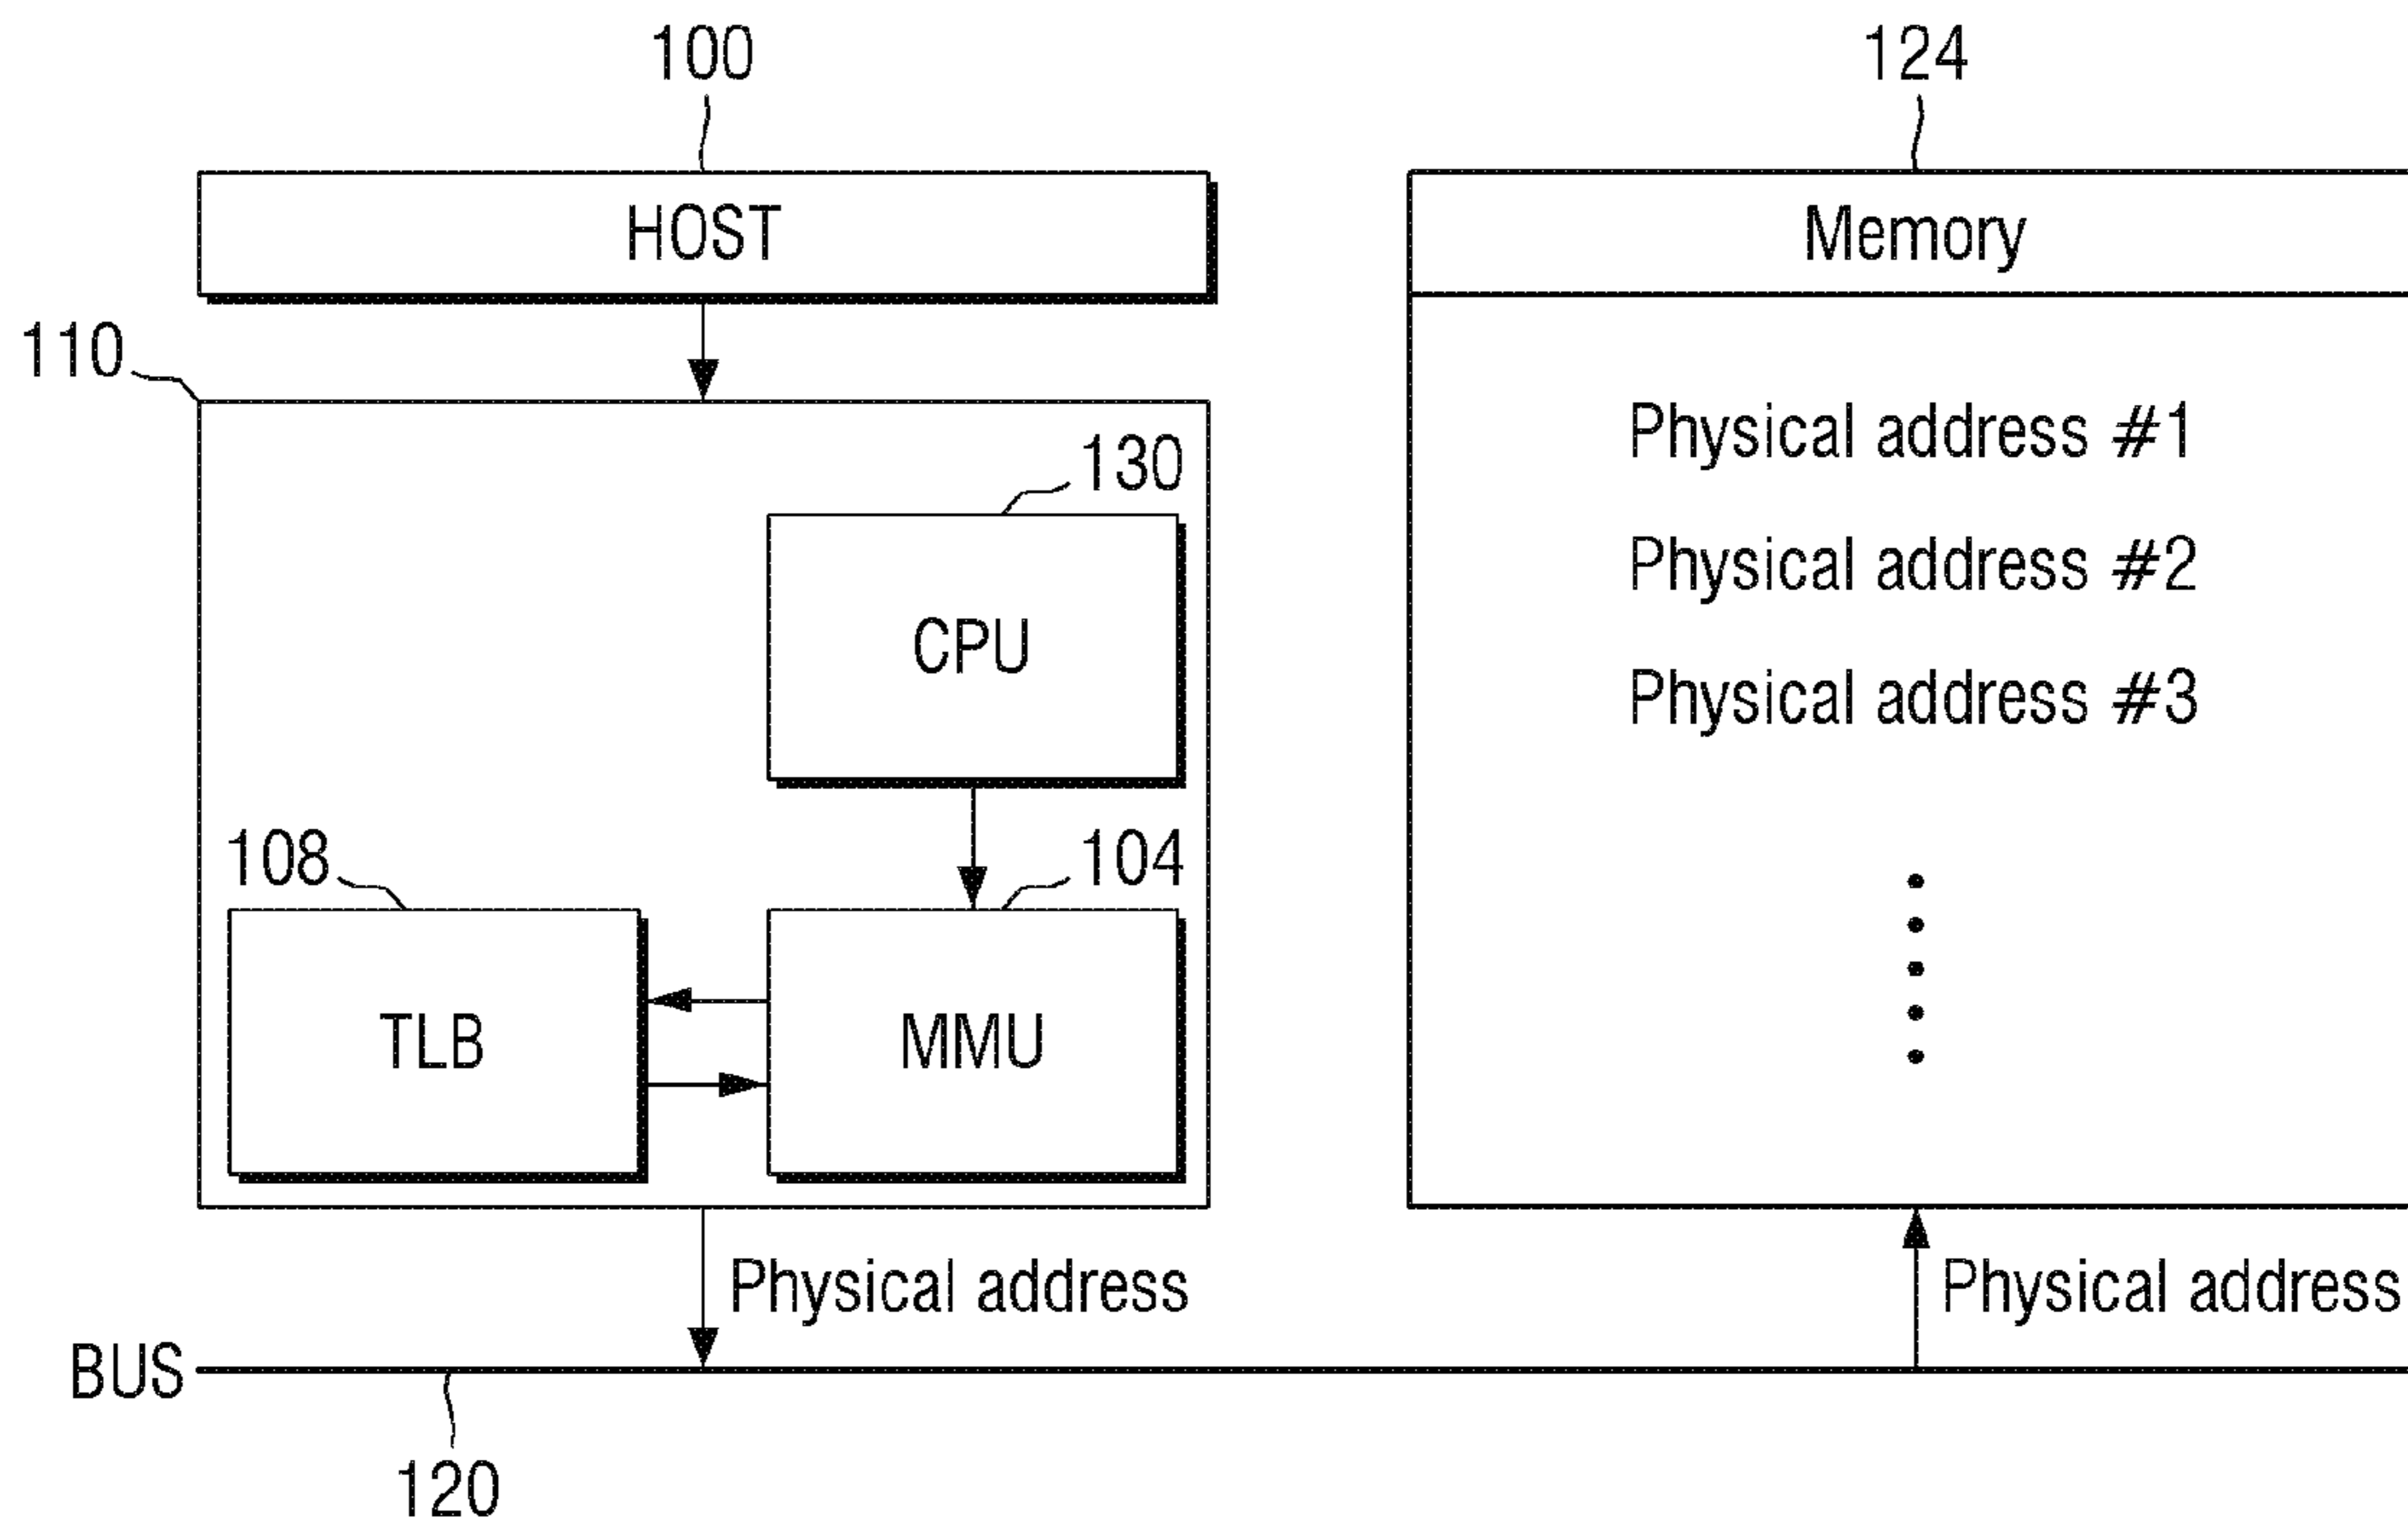 100
124
HOST
Memory
110
Physical address #1
130
Physical address #2
CPU
Physical address #3
108
104
TLB
MMU
Physical address
Physical address
BUS
120